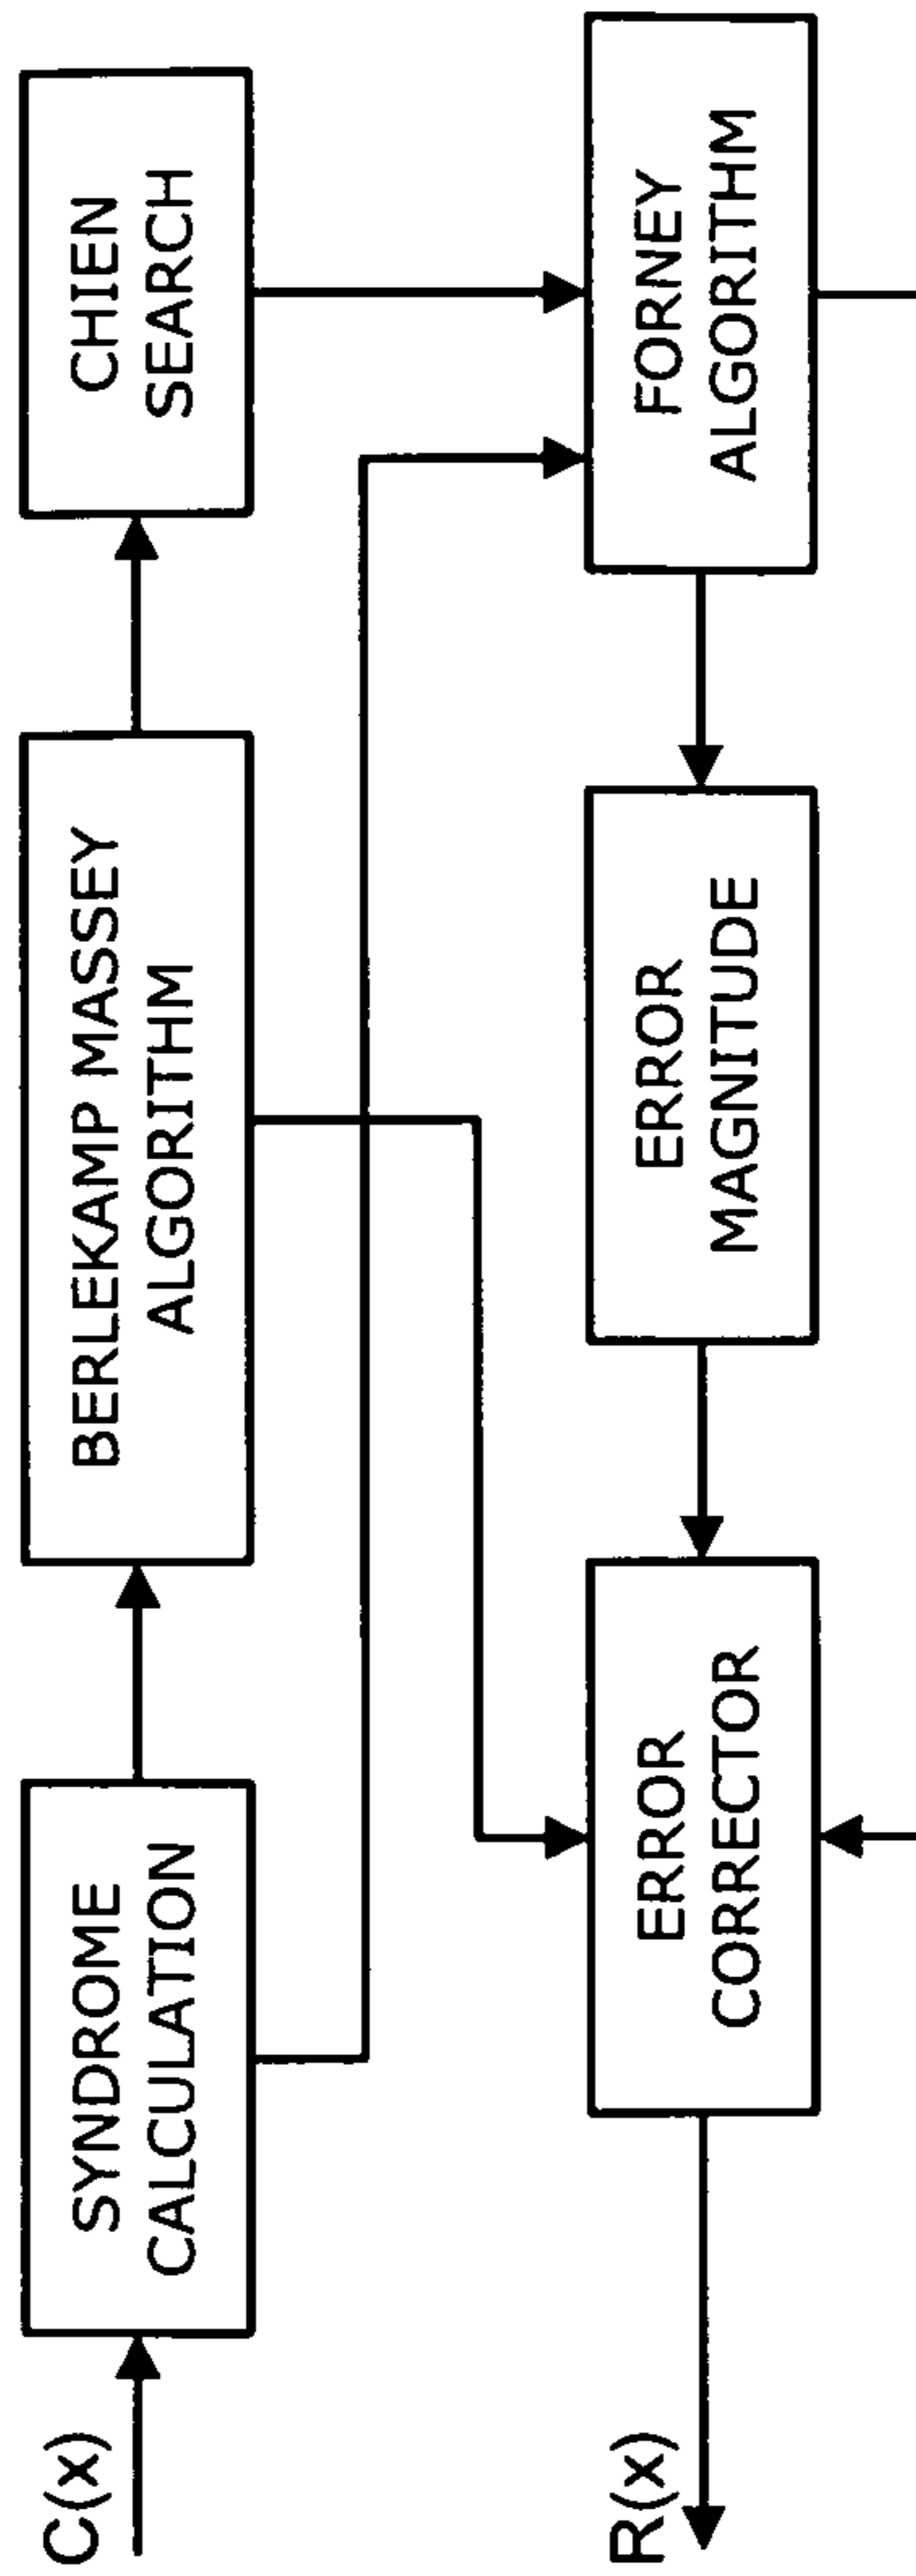 C(x)
SYNDROME
CALCULATION
BERLEKAMP MASSEY
ALGORITHM
CHIEN
SEARCH
R(x)
ERROR
CORRECTOR
ERROR
MAGNITUDE
FORNEY
ALGORITHM